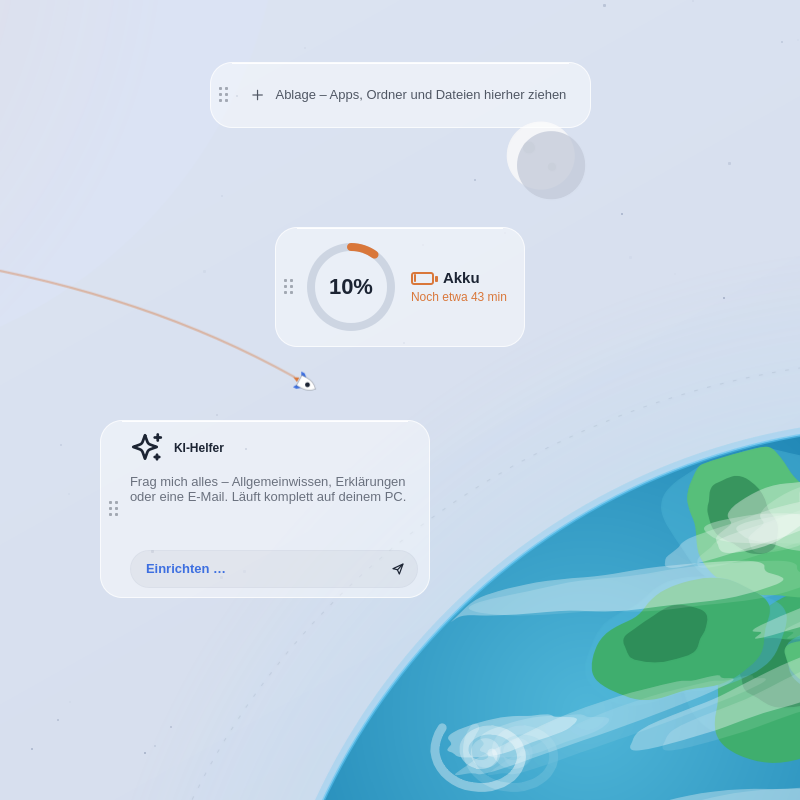 Ablage – Apps, Ordner und Dateien hierher ziehen
10%
Akku
Noch etwa 43 min
KI-Helfer
Frag mich alles – Allgemeinwissen, Erklärungen
oder eine E-Mail. Läuft komplett auf deinem PC.
Einrichten …